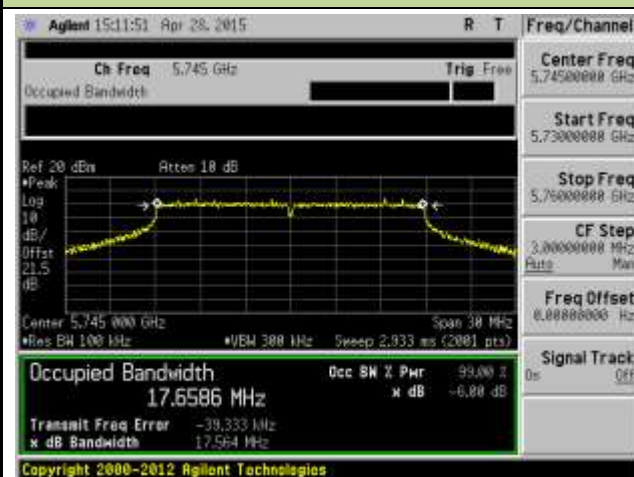 Agilent 15:11:51 Apr 28, 2015 R T
Freq/Channel
Ch Freq 5.745 GHz Trig Free
Occupied Bandwidth
Center Freq
5.74500000 GHz
Start Freq
5.73000000 GHz
Stop Freq
5.76000000 GHz
CF Step
3.00000000 MHz
Auto Man
Freq Offset
0.00000000 Hz
Signal Track
On Off
Ref 20 dBm Atten 10 dB
•Peak
Log
10
dB/
Offst
21.5
dB
Center 5.745 000 GHz Span 30 MHz
•Res BW 100 kHz •VBW 300 kHz Sweep 2.933 ms (2001 pts)
Occupied Bandwidth Occ BW % Pwr 99.00 %
17.6586 MHz x dB -6.00 dB
Transmit Freq Error -39.333 kHz
x dB Bandwidth 17.564 MHz
Copyright 2000-2012 Agilent Technologies